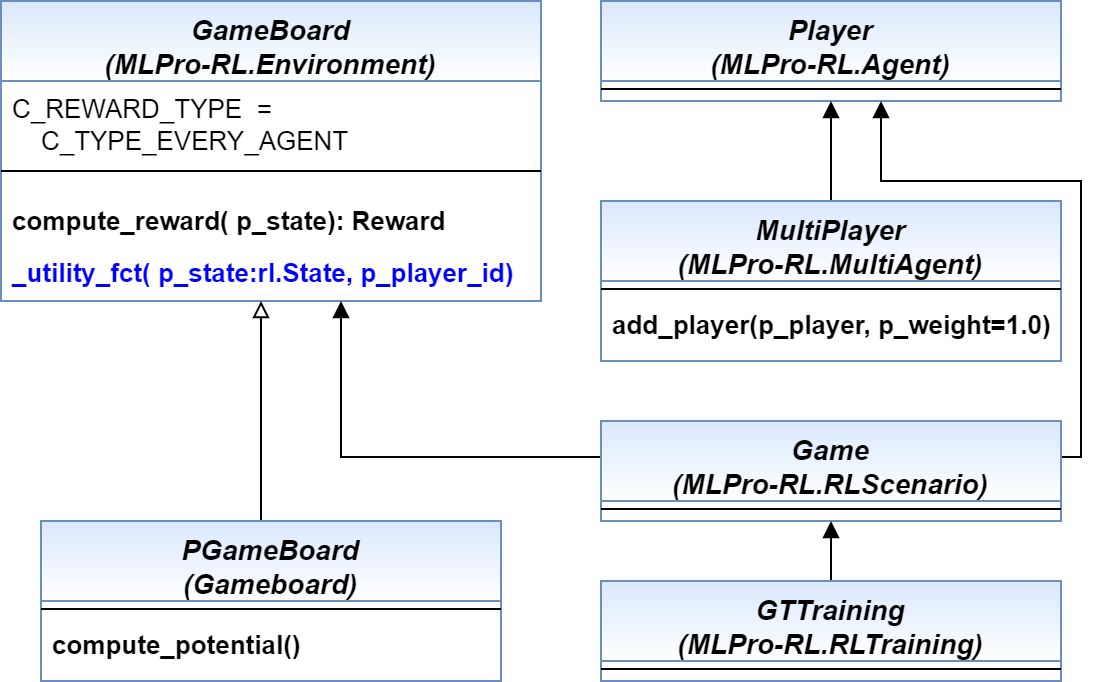 GameBoard
(MLPro-RL.Environment)
C_REWARD_TYPE =
C_TYPE_EVERY_AGENT
compute_reward( p_state): Reward
_utility_fct( p_state:rl.State, p_player_id)
Player
(MLPro-RL.Agent)
MultiPlayer
(MLPro-RL.MultiAgent)
add_player(p_player, p_weight=1.0)
Game
(MLPro-RL.RLScenario)
PGameBoard
(Gameboard)
compute_potential()
GTTraining
(MLPro-RL.RLTraining)